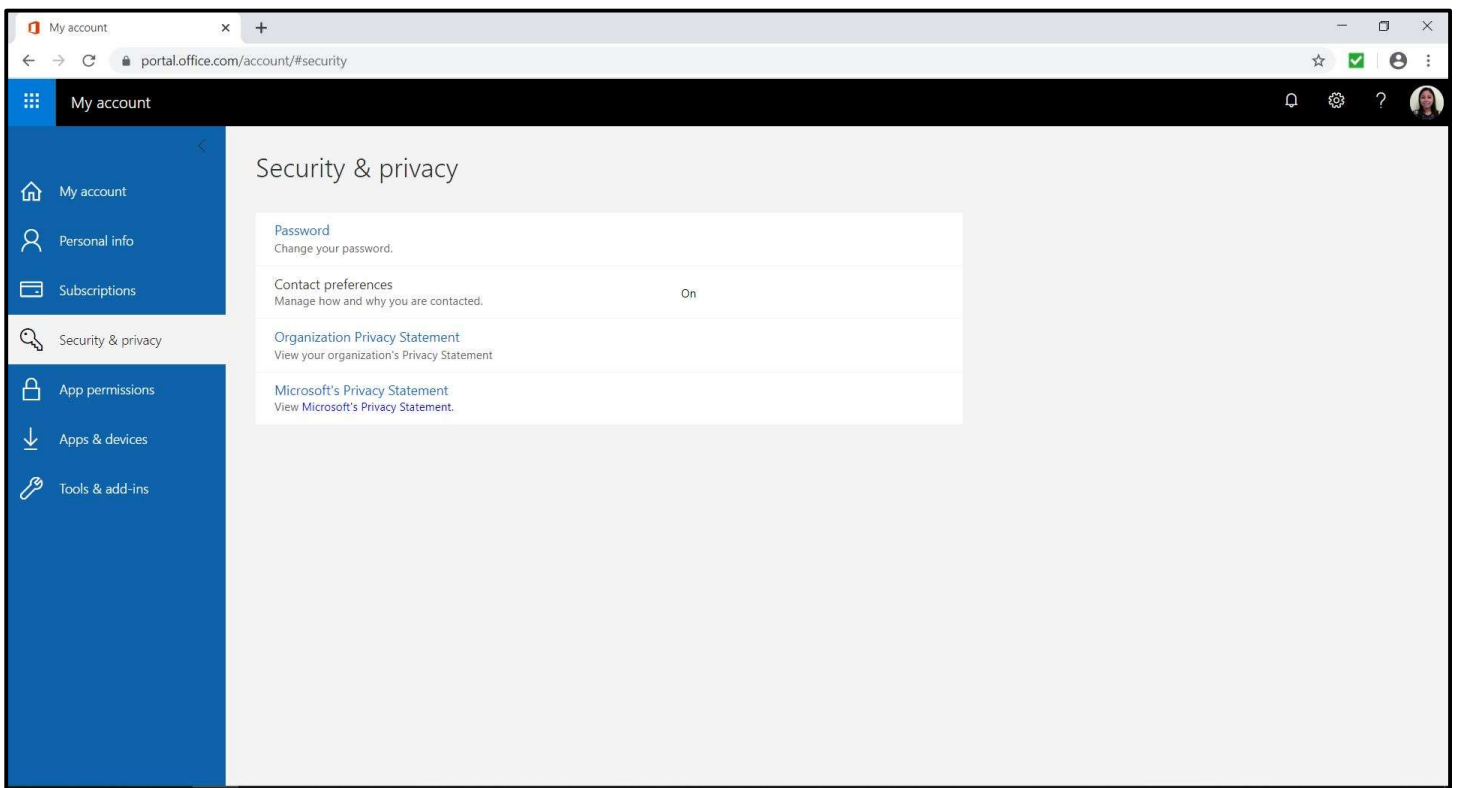 My account
portal.office.com/account/#security
My account
?
My account
Personal info
Subscriptions
Security & privacy
App permissions
Apps & devices
Tools & add-ins
Security & privacy
Password
Change your password.
Contact preferences
Manage how and why you are contacted.
On
Organization Privacy Statement
View your organization's Privacy Statement
Microsoft's Privacy Statement
View Microsoft's Privacy Statement.